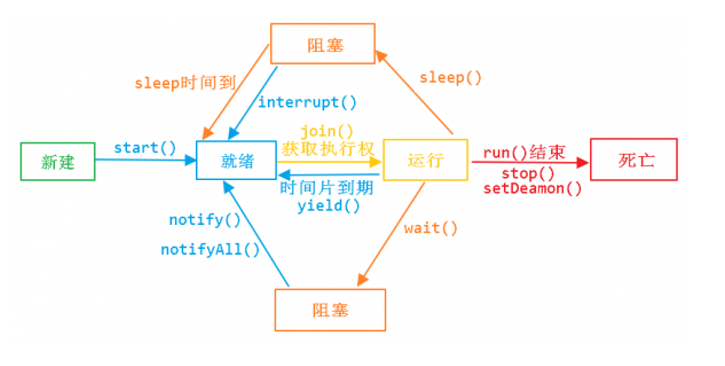 阻塞
sleep时间到
sleep()
interrupt()
join()
获取执行权
新建
start()
就绪
运行
run()结束
stop()
setDeamon()
死亡
时间片到期
yield()
notify()
notifyAll()
wait()
阻塞